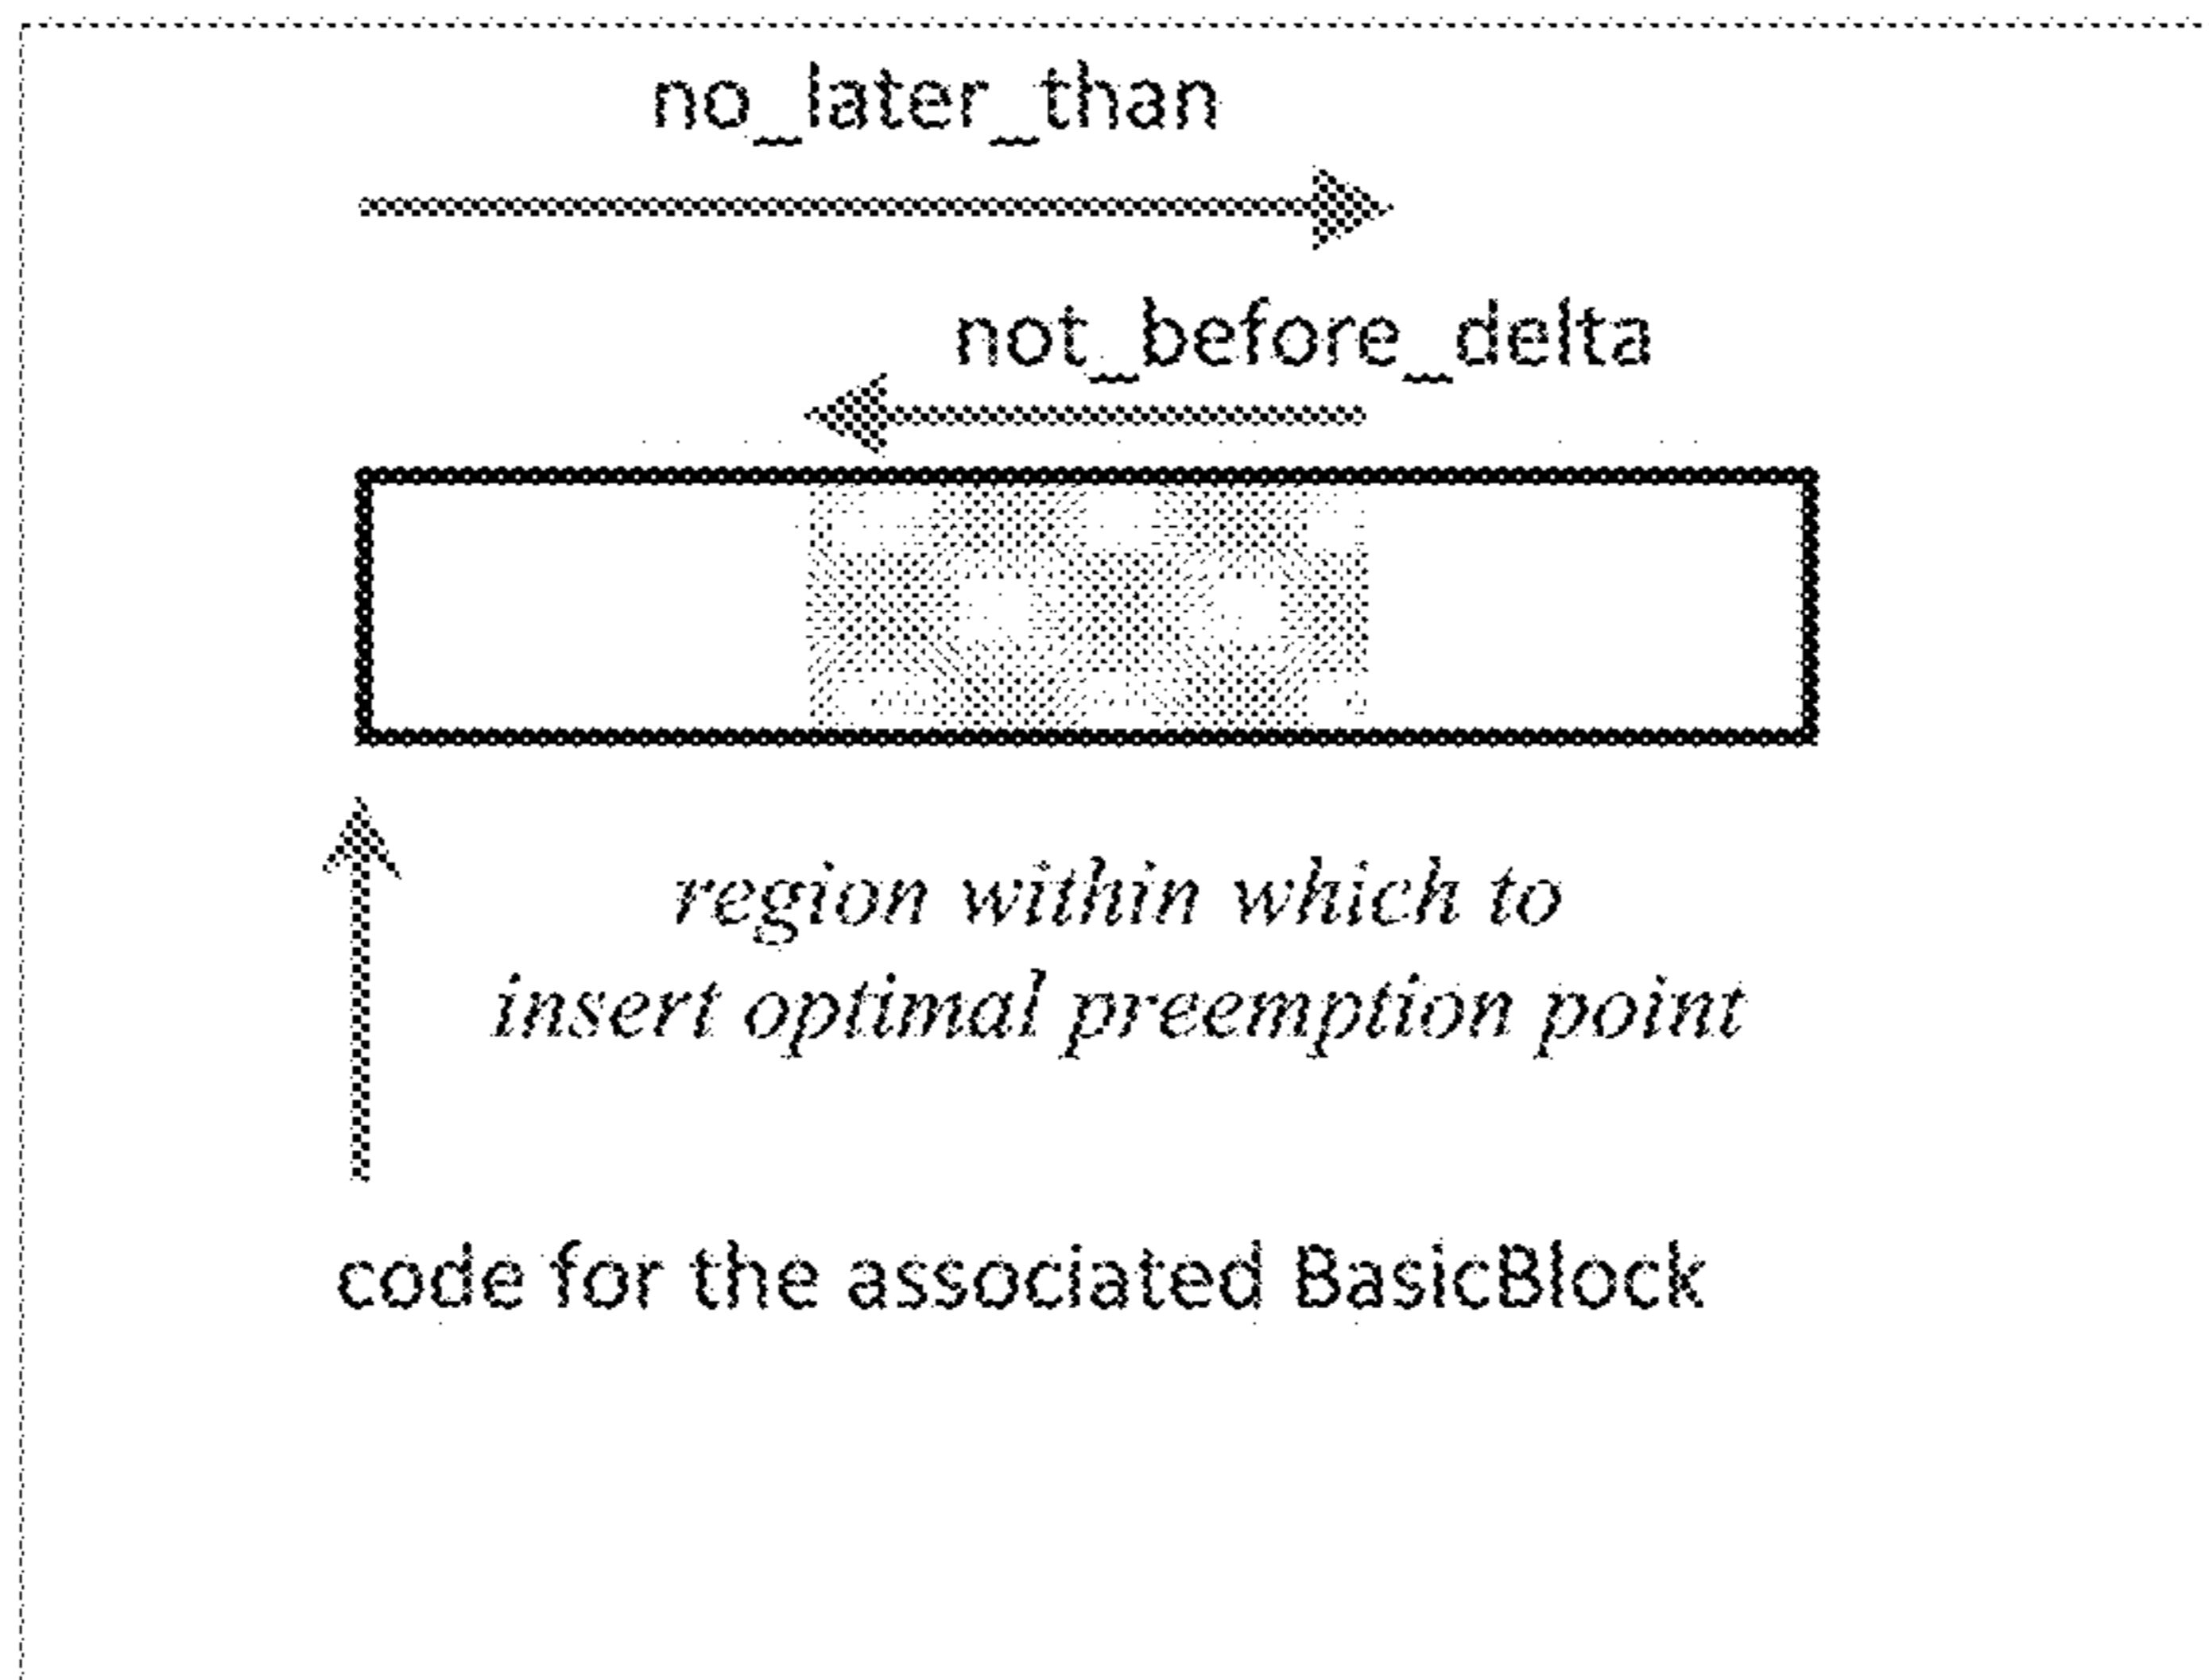 no_later_than
not_before_delta
region within which to
insert optimal preemption point
code for the associated BasicBlock